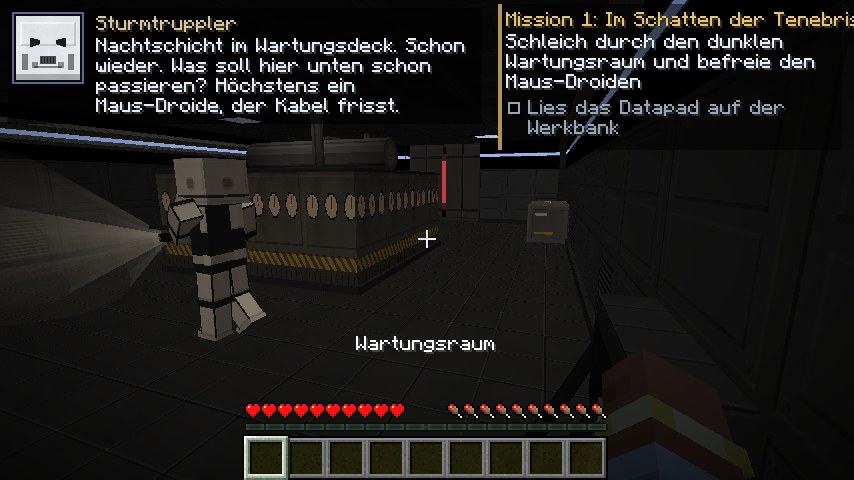 Sturmtruppler
Nachtschicht im Wartungsdeck. Schon
wieder. Was soll hier unten schon
passieren? Höchstens ein
Maus-Droide, der Kabel frisst.
Mission 1: Im Schatten der Tenebris
Schleich durch den dunklen
Wartungsraum und befreie den
Maus-Droiden
Lies das Datapad auf der
Werkbank
Wartungsraum